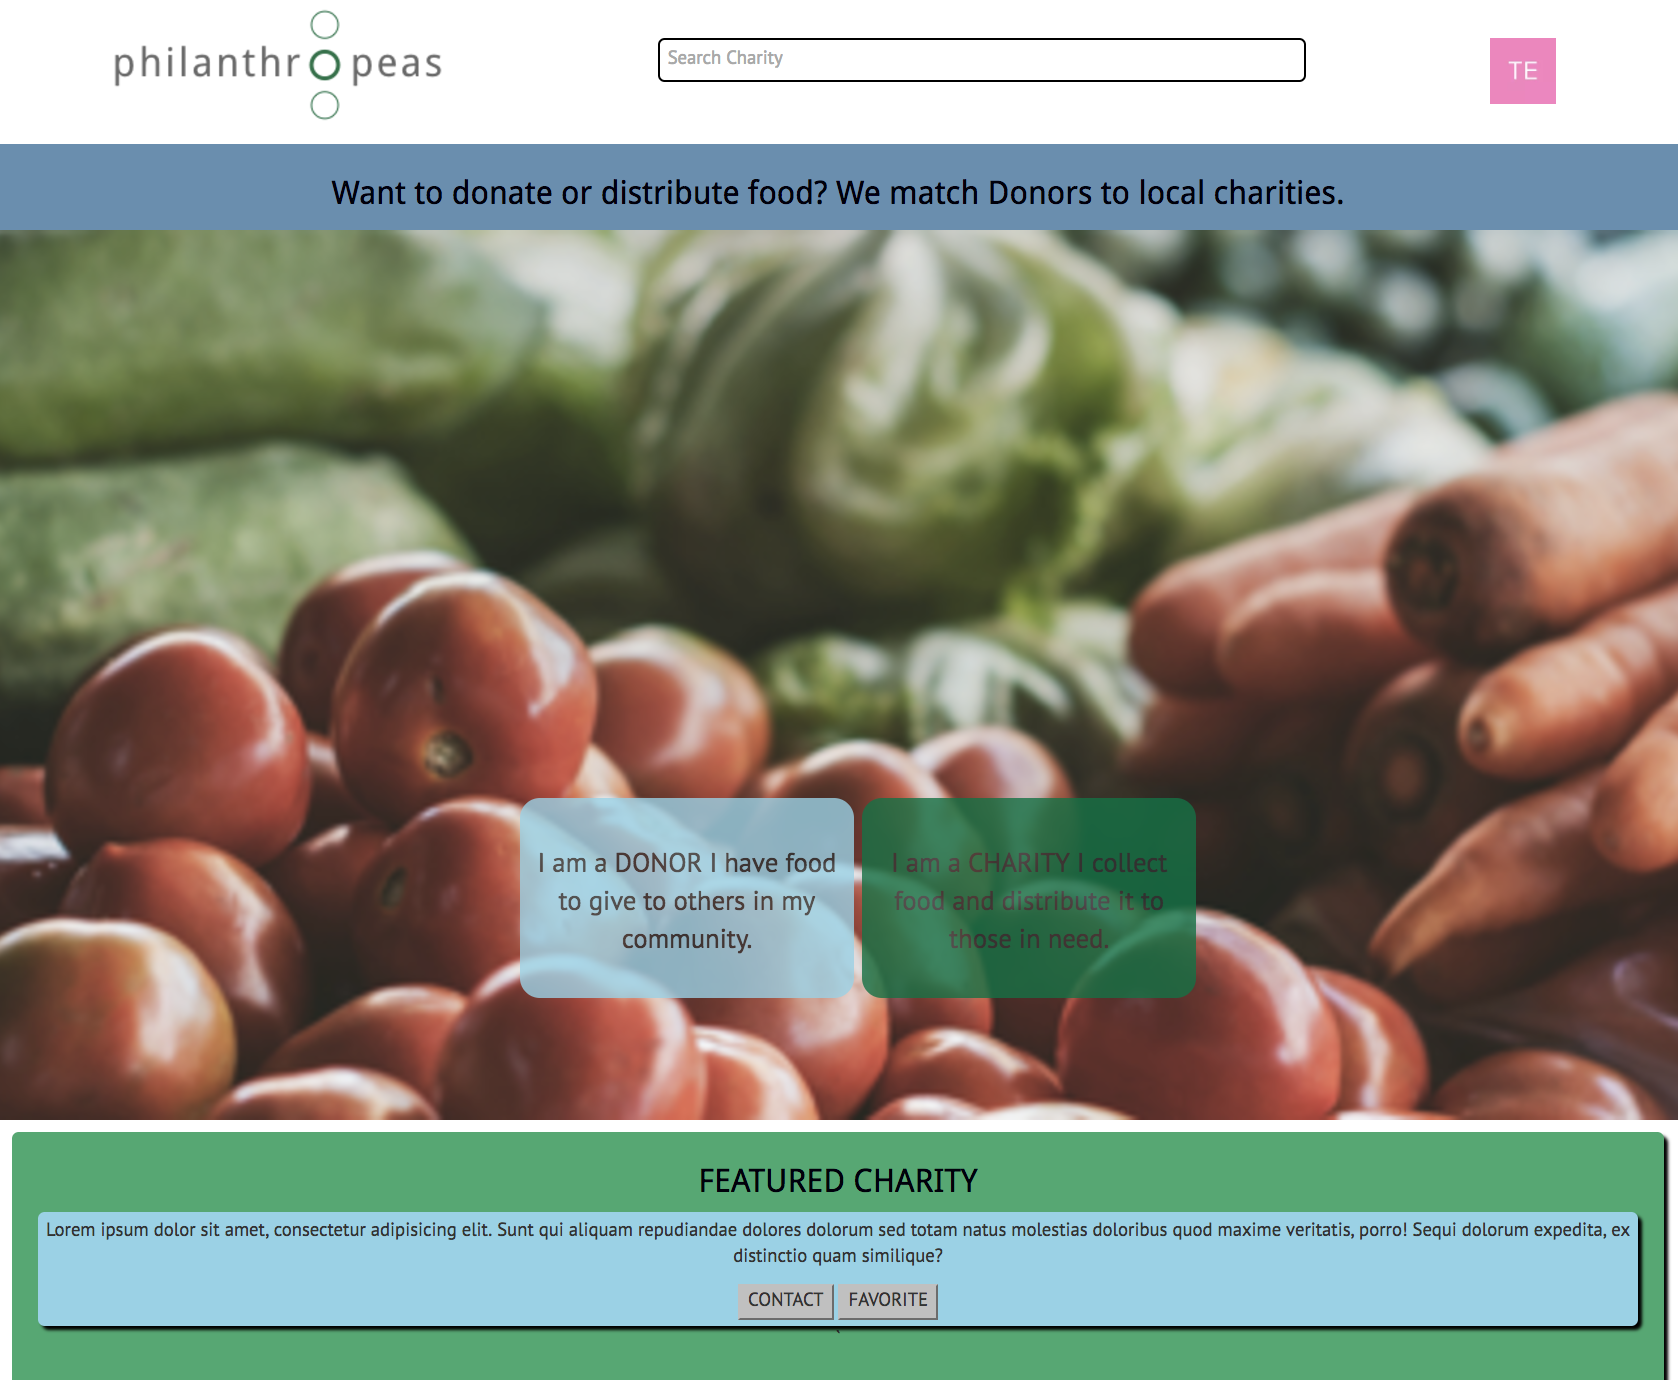 philanthropeas
Search Charity
TE
Want to donate or distribute food? We match Donors to local charities.
I am a DONOR I have food
to give to others in my
community.
I am a CHARITY I collect
food and distribute it to
those in need.
FEATURED CHARITY
Lorem ipsum dolor sit amet, consectetur adipisicing elit. Sunt qui aliquam repudiandae dolores dolorum sed totam natus molestias doloribus quod maxime veritatis, porro! Sequi dolorum expedita, ex
distinctio quam similique?
CONTACT FAVORITE
`